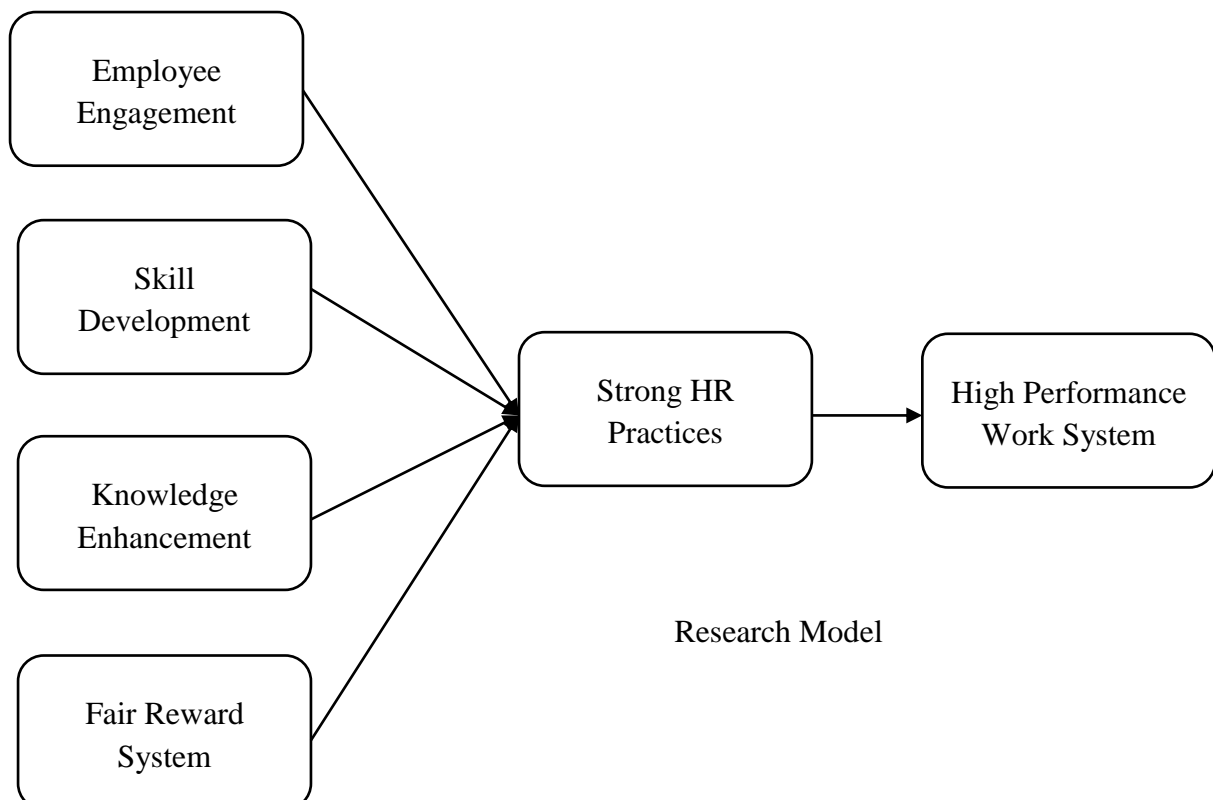 Employee
Engagement
Skill
Development
Knowledge
Enhancement
Fair Reward
System
Strong HR
Practices
High Performance
Work System
Research Model